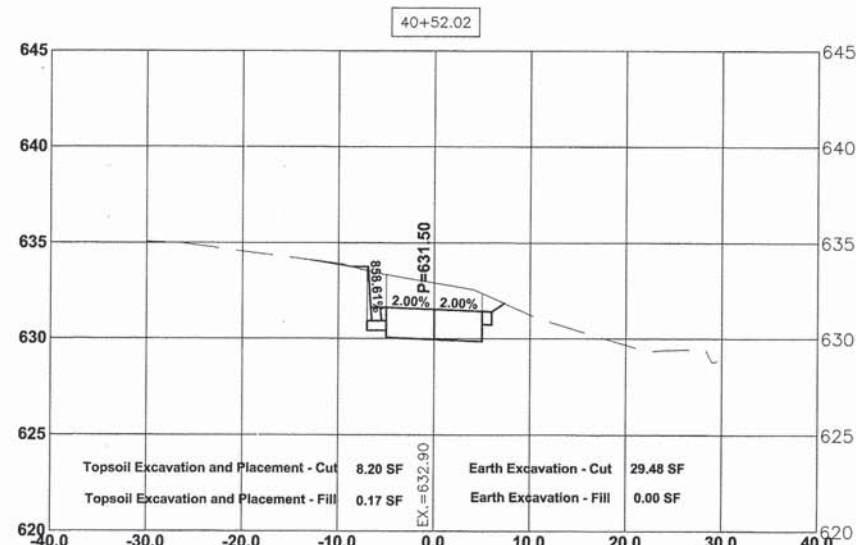 40+52.02
645 645
640 640
635 635
P=631.50
858.61%
2.00% 2.00%
630 630
625 625
EX.=632.90
Topsoil Excavation and Placement - Cut 8.20 SF Earth Excavation - Cut 29.48 SF
Topsoil Excavation and Placement - Fill 0.17 SF Earth Excavation - Fill 0.00 SF
620 620
-40.0 -30.0 -20.0 -10.0 0.0 10.0 20.0 30.0 40.0